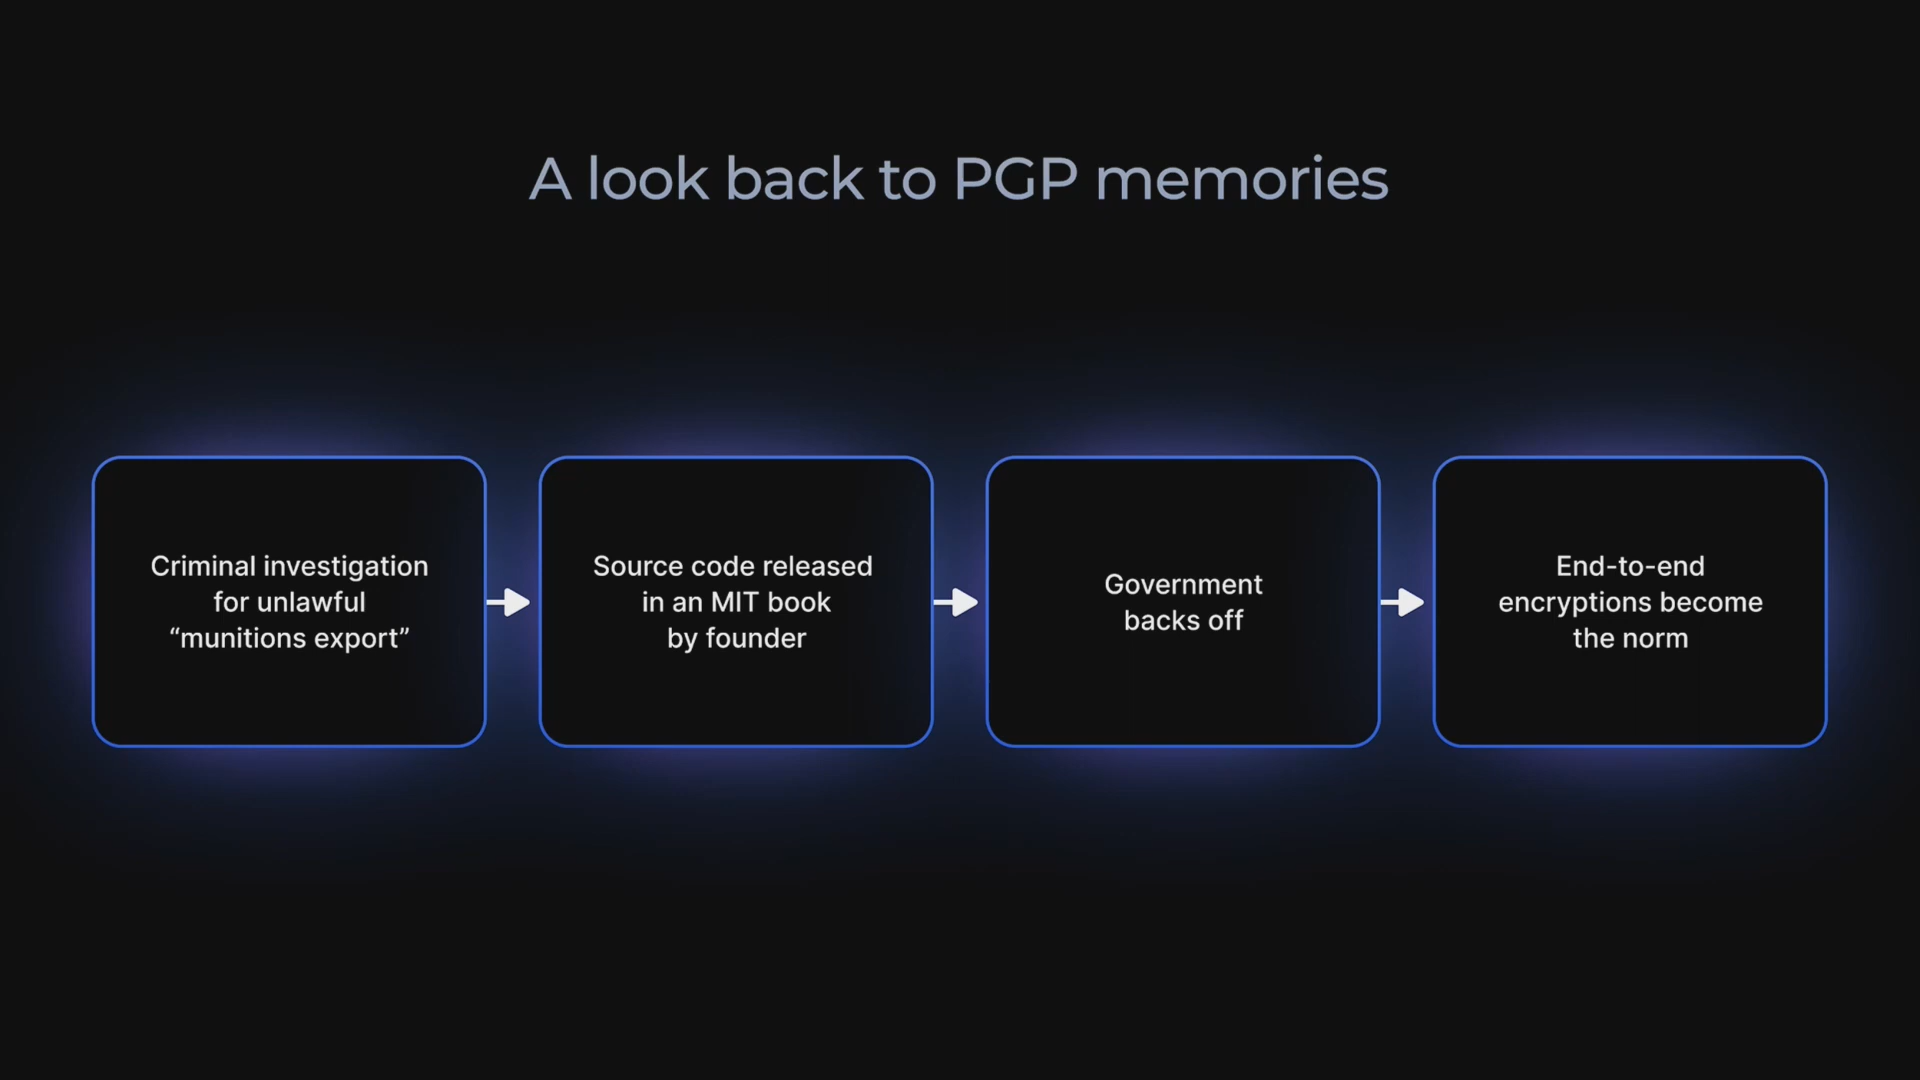 A look back to PGP memories
Criminal investigation
for unlawful
“munitions export”
Source code released
in an MIT book
by founder
Government
backs off
End-to-end
encryptions become
the norm